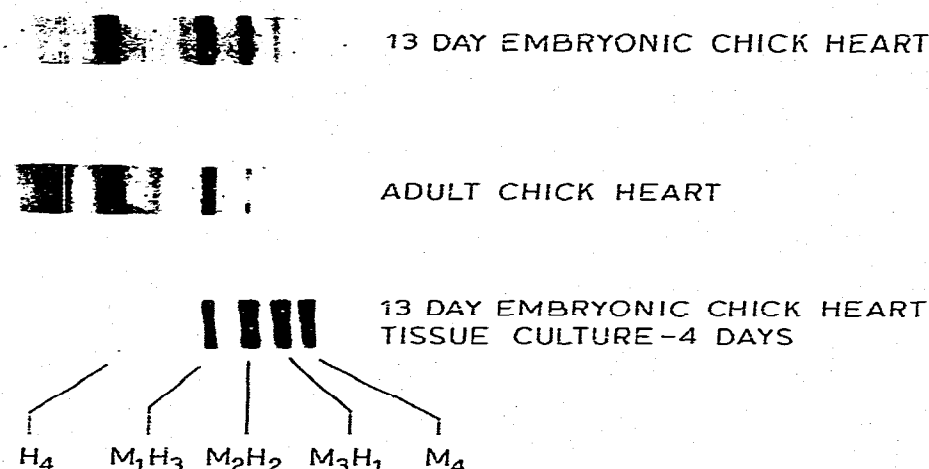 13 DAY EMBRYONIC CHICK HEART
ADULT CHICK HEART
13 DAY EMBRYONIC CHICK HEART
TISSUE CULTURE-4 DAYS
H₄ M₁H₃ M₂H₂ M₃H₁ M₄